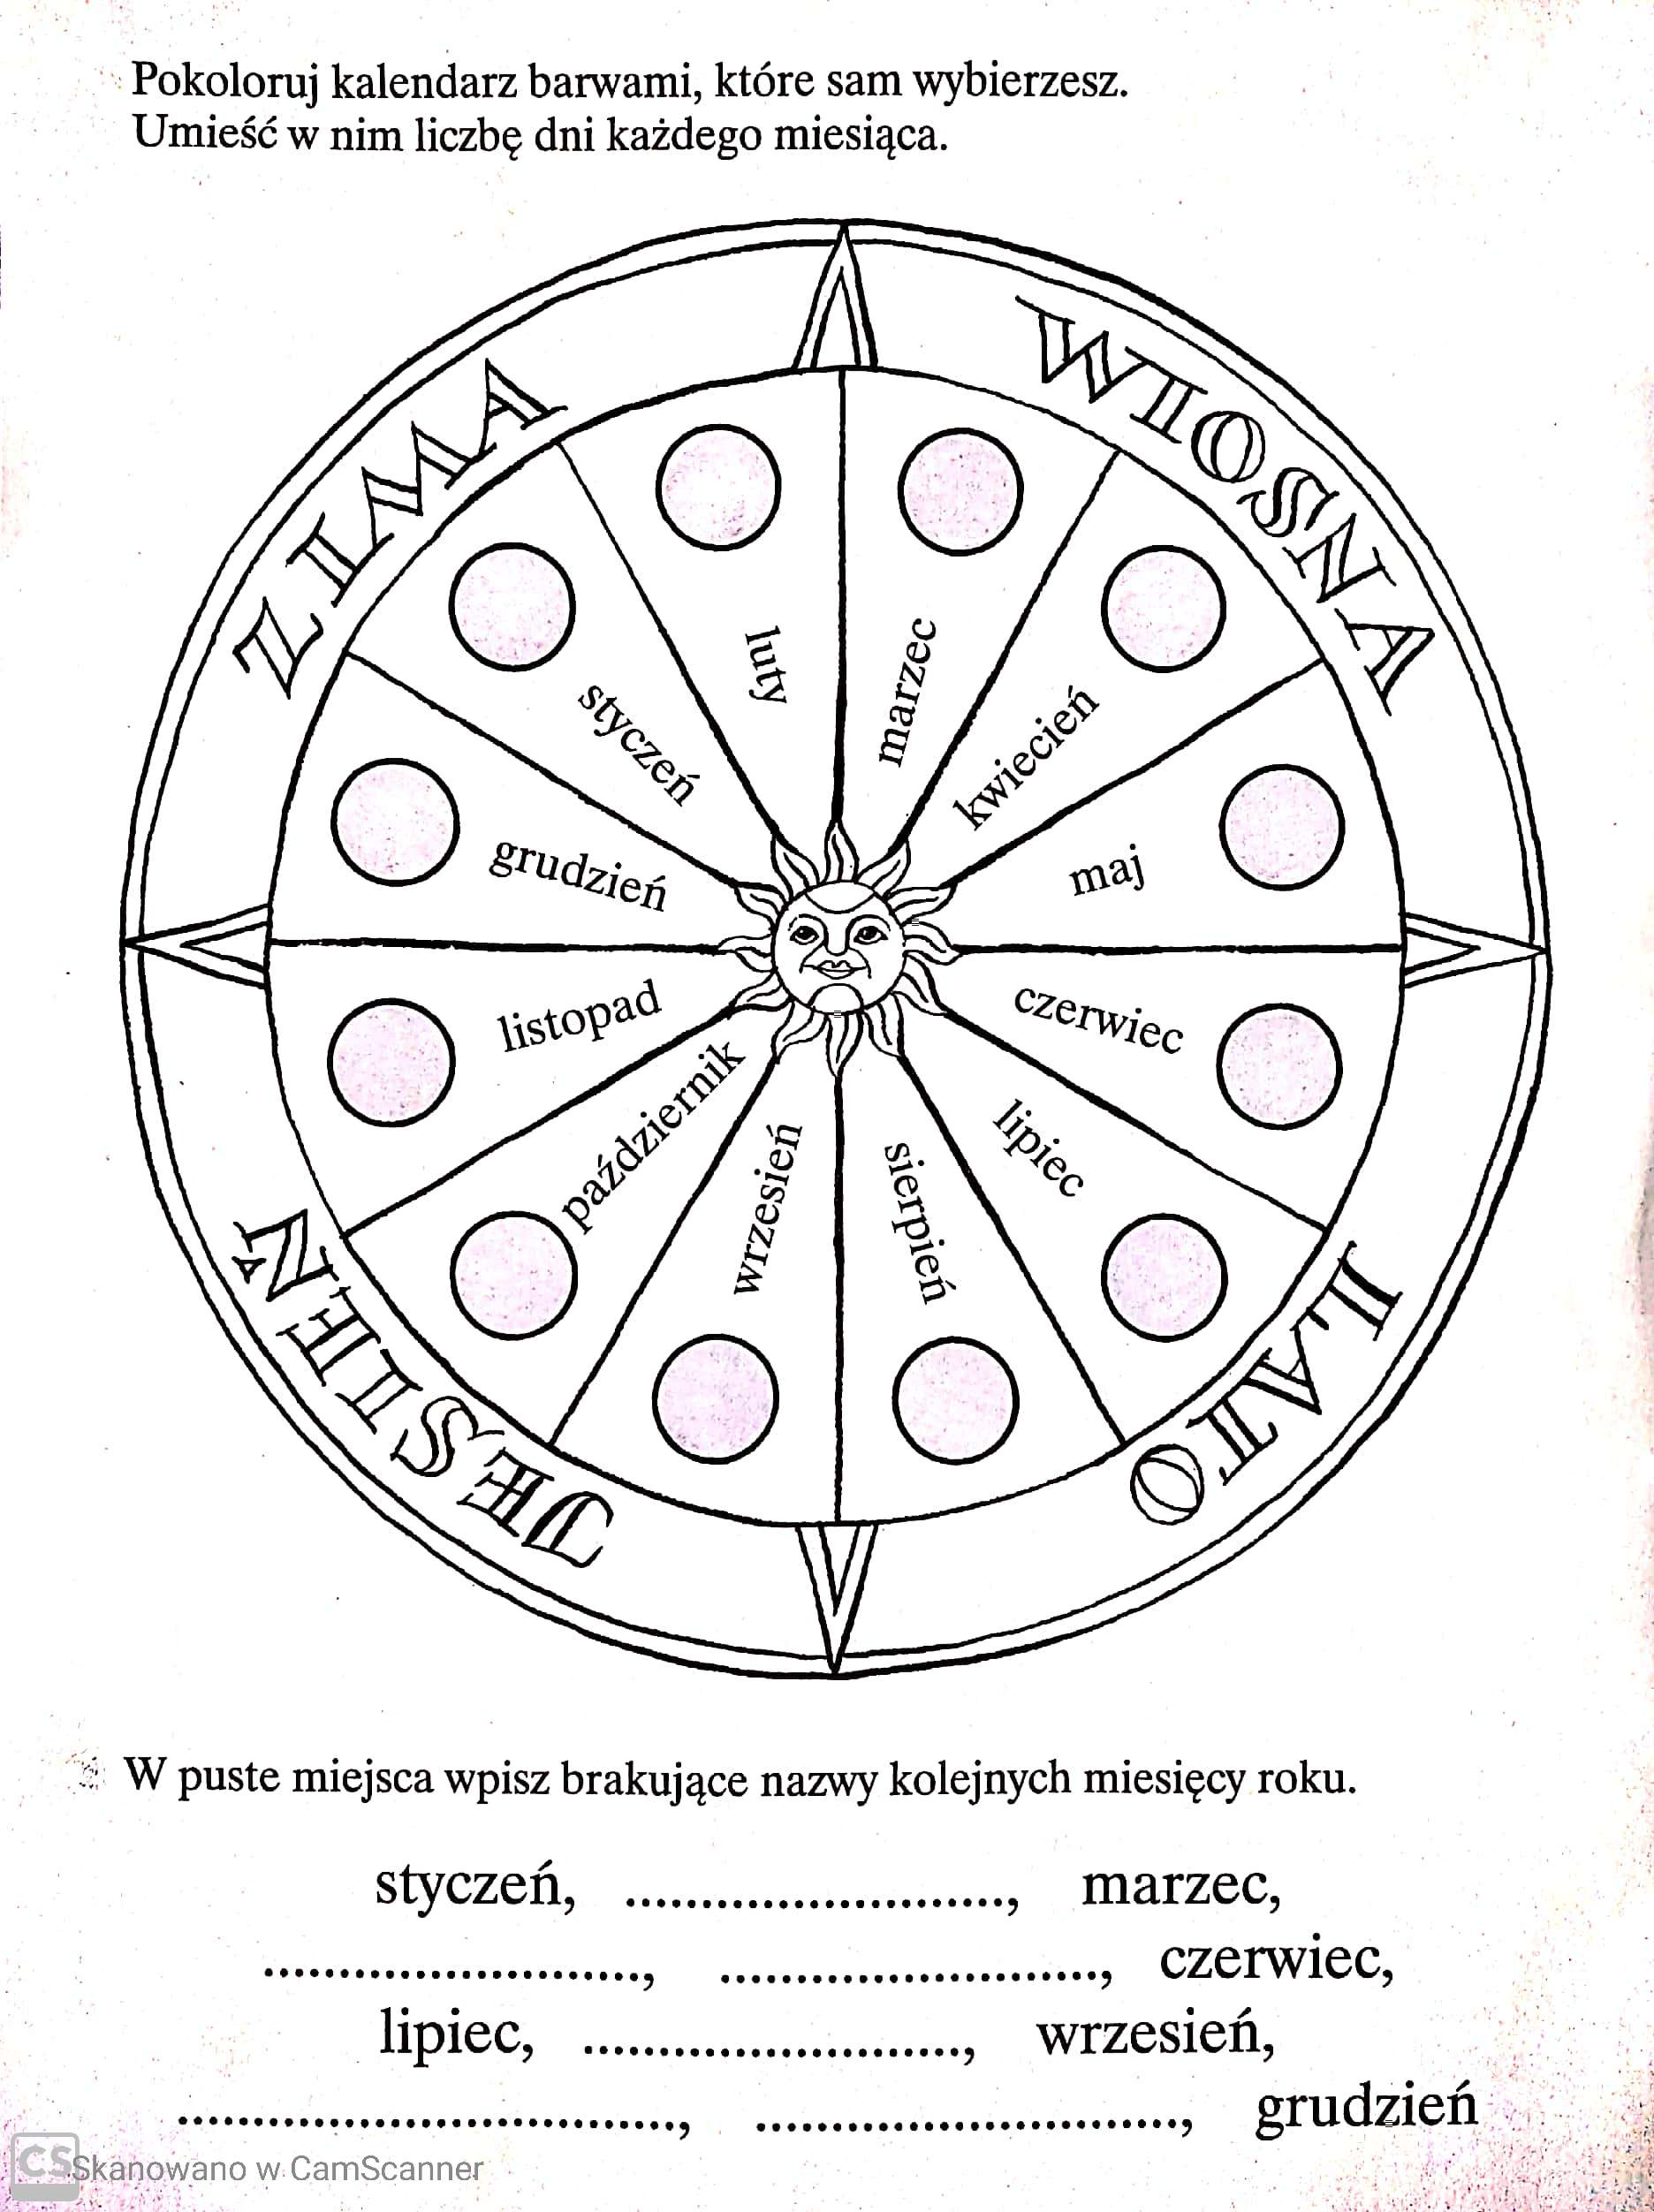 Pokoloruj kalendarz barwami, które sam wybierzesz.
Umieść w nim liczbę dni każdego miesiąca.
ZIMA
WIOSNA
luty
marzec
styczeń
kwiecień
grudzień
maj
listopad
czerwiec
październik
lipiec
wrzesień
sierpień
JESIEŃ
LATO
W puste miejsca wpisz brakujące nazwy kolejnych miesięcy roku.
styczeń, ........................., marzec,
........................., ........................., czerwiec,
lipiec, ........................., wrzesień,
................................., ............................, grudzień
CS Skanowano w CamScanner